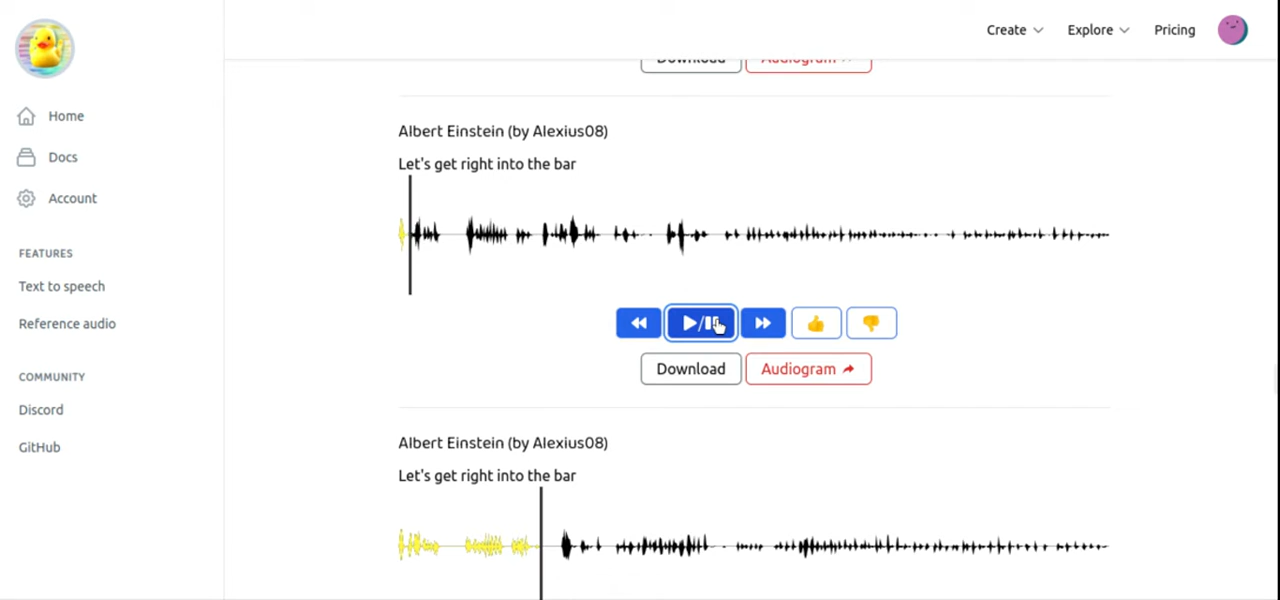 Create
Explore
Pricing
Home
Docs
Account
FEATURES
Text to speech
Reference audio
COMMUNITY
Discord
GitHub
Download
Audiogram
Albert Einstein (by Alexius08)
Let's get right into the bar
Download
Audiogram
Albert Einstein (by Alexius08)
Let's get right into the bar